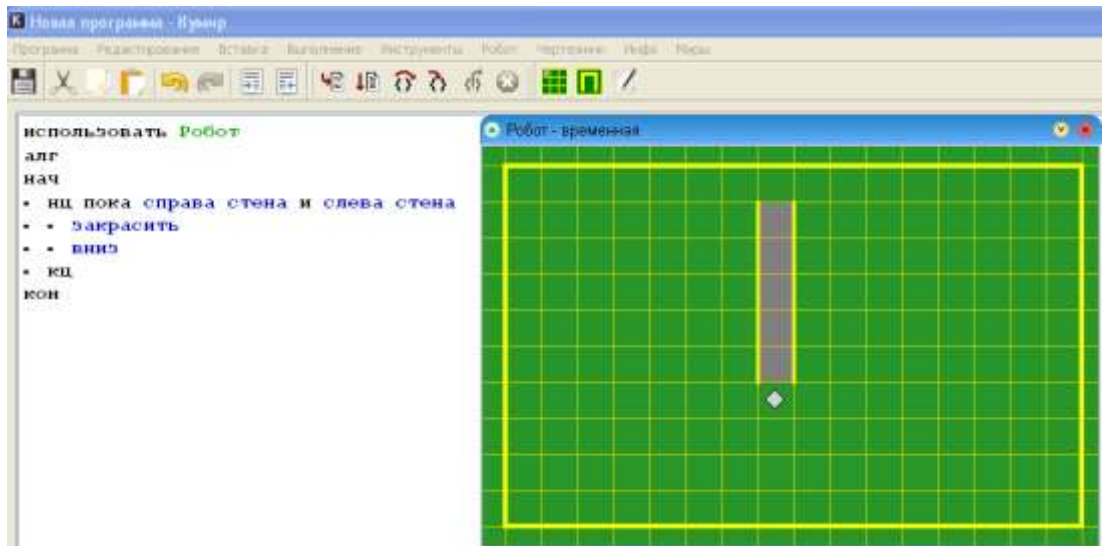 Новая программа - Кумир
Программа Редактирование Вставка Выполнение Инструменты Робот Чертежник Инфо Миры
использовать Робот
Робот - временная
алг
нач
• нц пока справа стена и слева стена
• • закрасить
• • вниз
• кц
кон